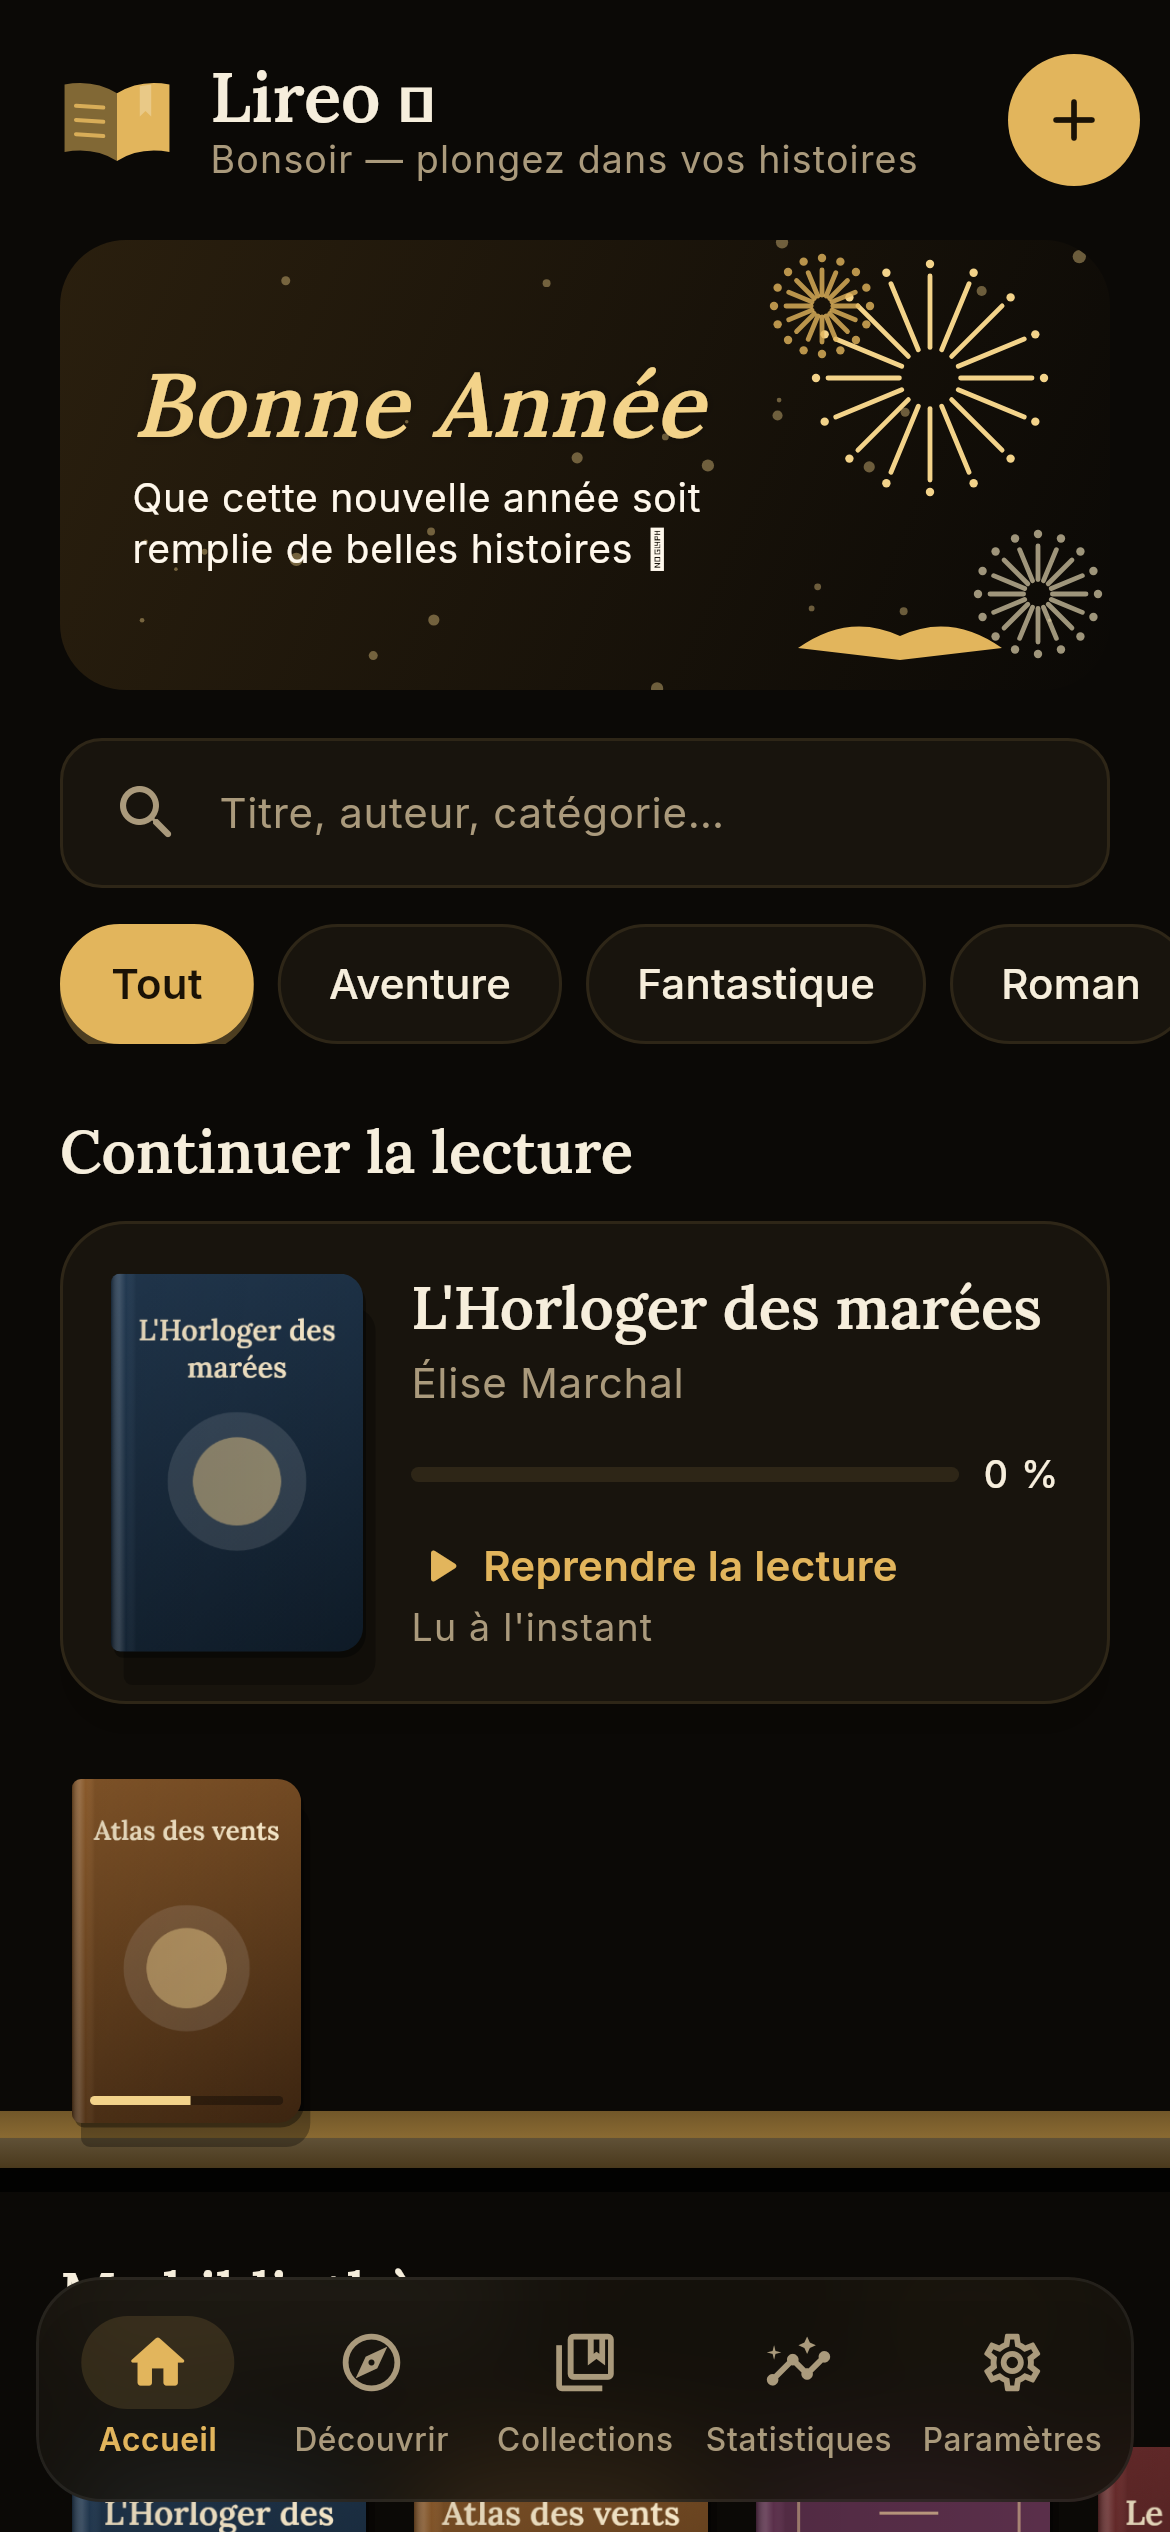 Lireo
Bonsoir — plongez dans vos histoires
Bonne Année
Que cette nouvelle année soit
remplie de belles histoires
Titre, auteur, catégorie...
Tout
Aventure
Fantastique
Roman
Continuer la lecture
L'Horloger des
marées
L'Horloger des marées
Élise Marchal
0 %
Reprendre la lecture
Lu à l'instant
Atlas des vents
Accueil
Découvrir
Collections
Statistiques
Paramètres
L'Horloger des
Atlas des vents
Le